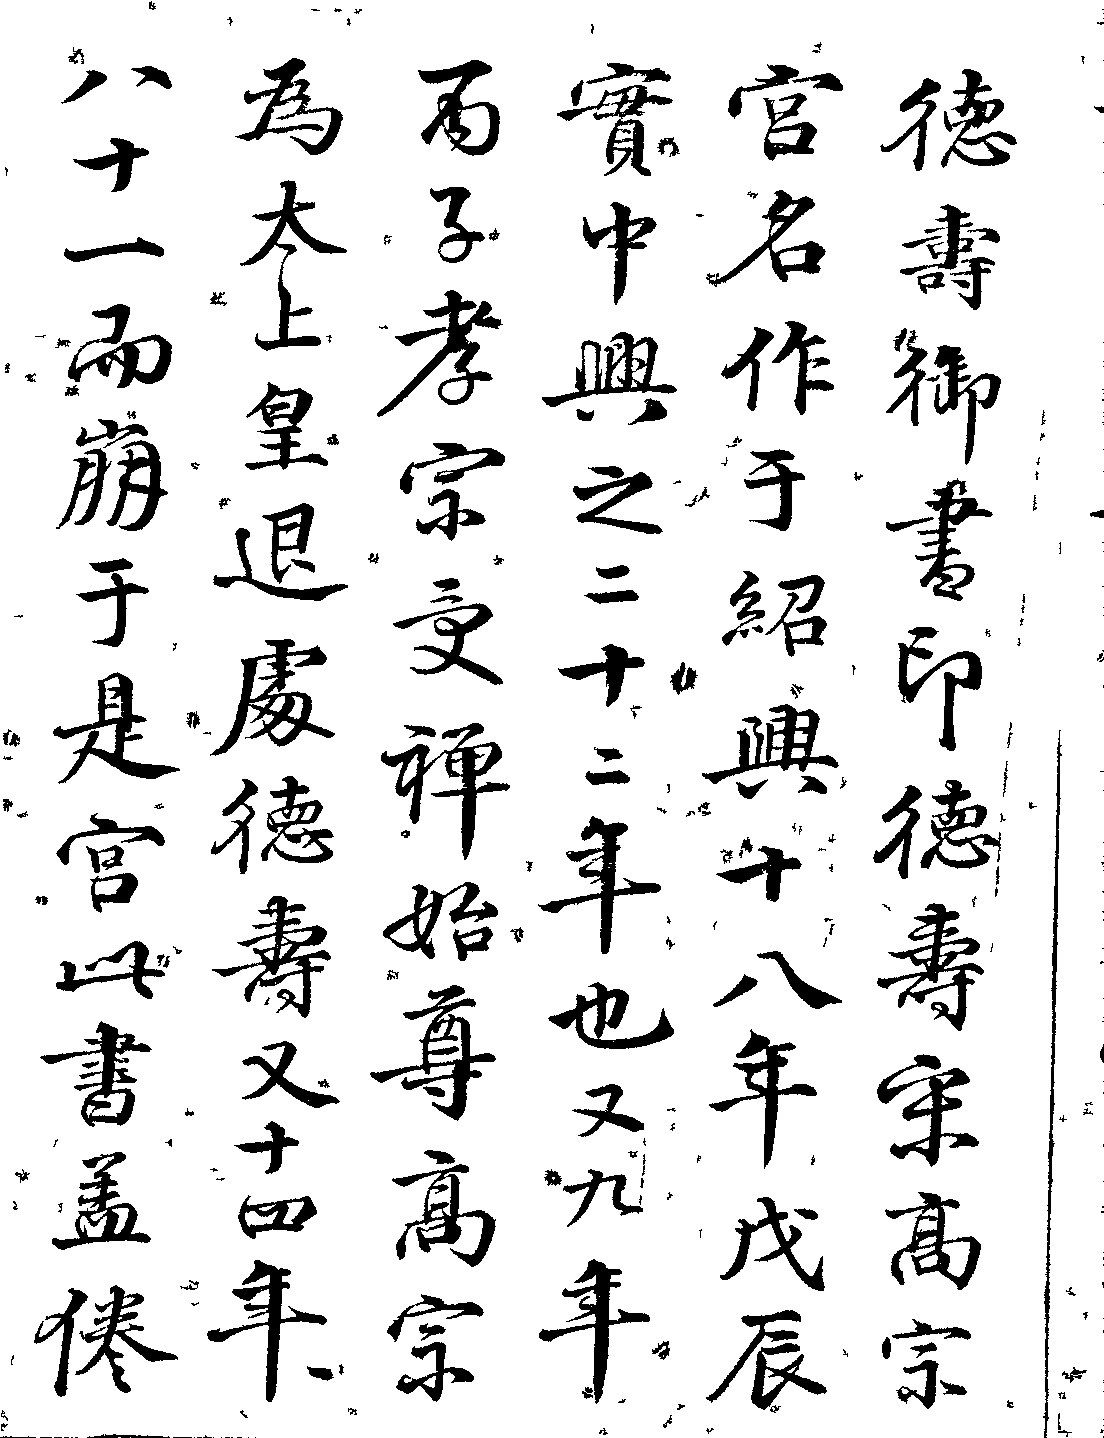 德壽御書印德壽宋高宗
宮名作于紹興十八年戊辰
實中興之二十二年也又九年
丙子孝宗受禪始尊高宗
為太上皇退處德壽又十四年
八十一而崩于是宮此書蓋倦